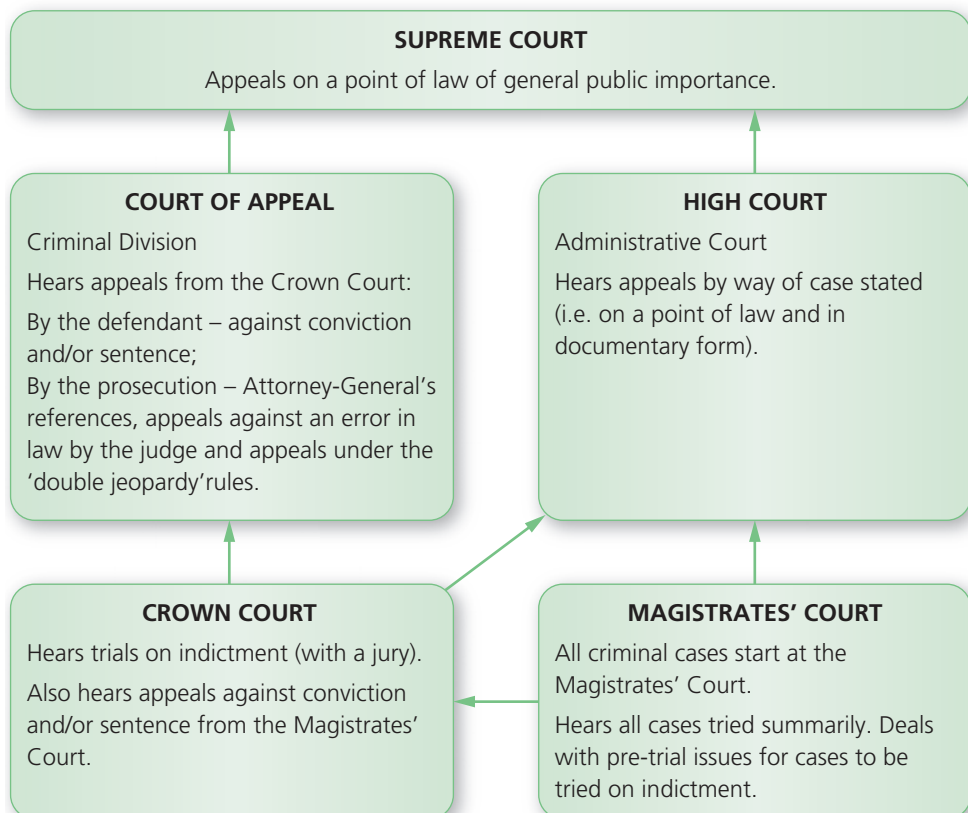 SUPREME COURT
Appeals on a point of law of general public importance.
COURT OF APPEAL
Criminal Division
Hears appeals from the Crown Court:
By the defendant – against conviction
and/or sentence;
By the prosecution – Attorney-General’s
references, appeals against an error in
law by the judge and appeals under the
‘double jeopardy’rules.
HIGH COURT
Administrative Court
Hears appeals by way of case stated
(i.e. on a point of law and in
documentary form).
CROWN COURT
Hears trials on indictment (with a jury).
Also hears appeals against conviction
and/or sentence from the Magistrates’
Court.
MAGISTRATES’ COURT
All criminal cases start at the
Magistrates’ Court.
Hears all cases tried summarily. Deals
with pre-trial issues for cases to be
tried on indictment.